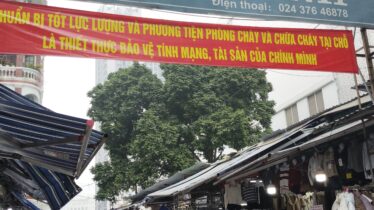 Điện thoại: 024 376 46878
HUẨN BỊ TỐT LỰC LƯỢNG VÀ PHƯƠNG TIỆN PHÒNG CHÁY VÀ CHỮA CHÁY TẠI CHỖ
LÀ THIẾT THỰC BẢO VỆ TÍNH MẠNG, TÀI SẢN CỦA CHÍNH MÌNH